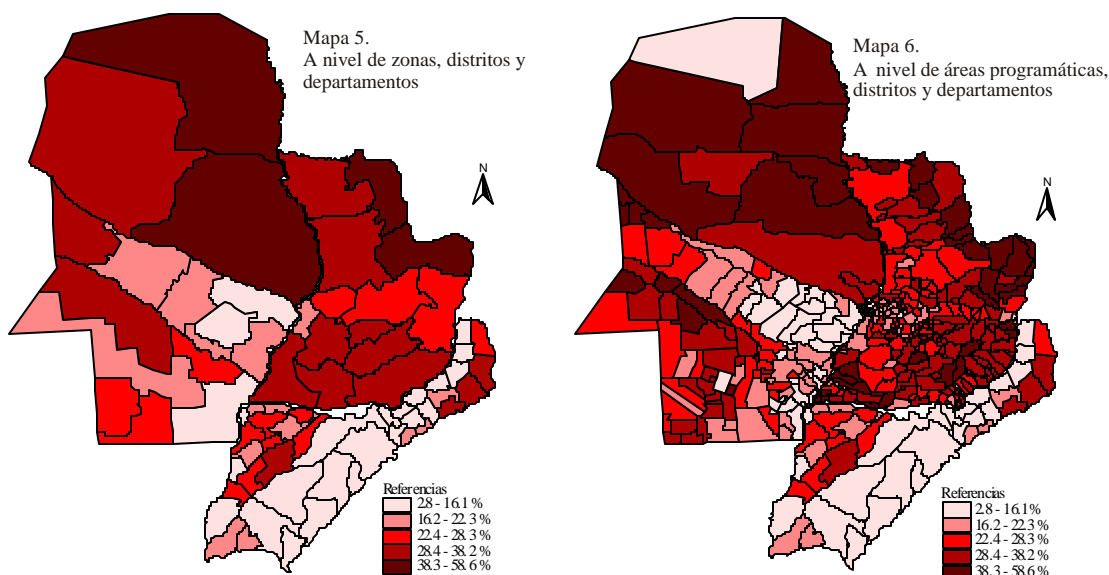 Mapa 5.
A nivel de zonas, distritos y
departamentos
N
Referencias
2.8 - 16.1 %
16.2 - 22.3 %
22.4 - 28.3 %
28.4 - 38.2 %
38.3 - 58.6 %
Mapa 6.
A nivel de áreas programáticas,
distritos y departamentos
N
Referencias
2.8 - 16.1 %
16.2 - 22.3 %
22.4 - 28.3 %
28.4 - 38.2 %
38.3 - 58.6 %